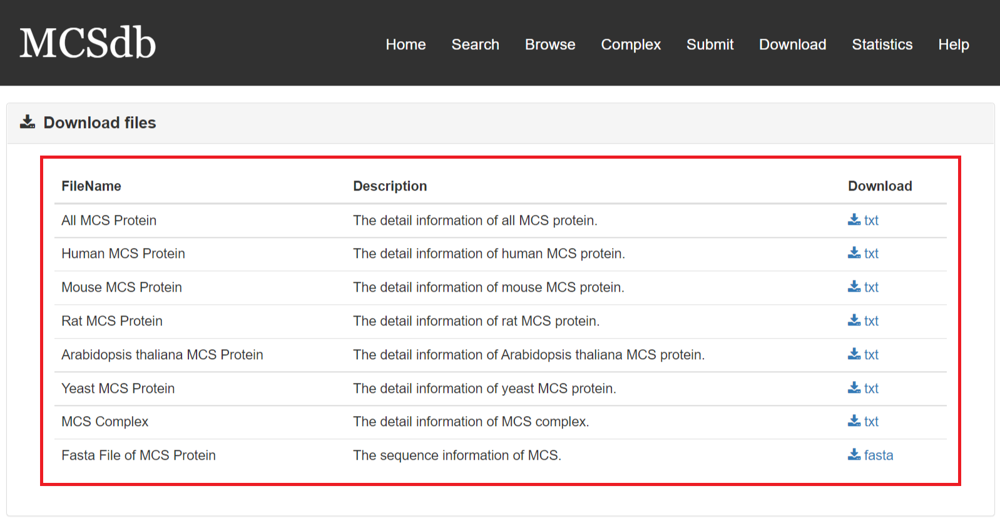 MCSdb
Home Search Browse Complex Submit Download Statistics Help
Download files
FileName Description Download
All MCS Protein The detail information of all MCS protein. txt
Human MCS Protein The detail information of human MCS protein. txt
Mouse MCS Protein The detail information of mouse MCS protein. txt
Rat MCS Protein The detail information of rat MCS protein. txt
Arabidopsis thaliana MCS Protein The detail information of Arabidopsis thaliana MCS protein. txt
Yeast MCS Protein The detail information of yeast MCS protein. txt
MCS Complex The detail information of MCS complex. txt
Fasta File of MCS Protein The sequence information of MCS. fasta